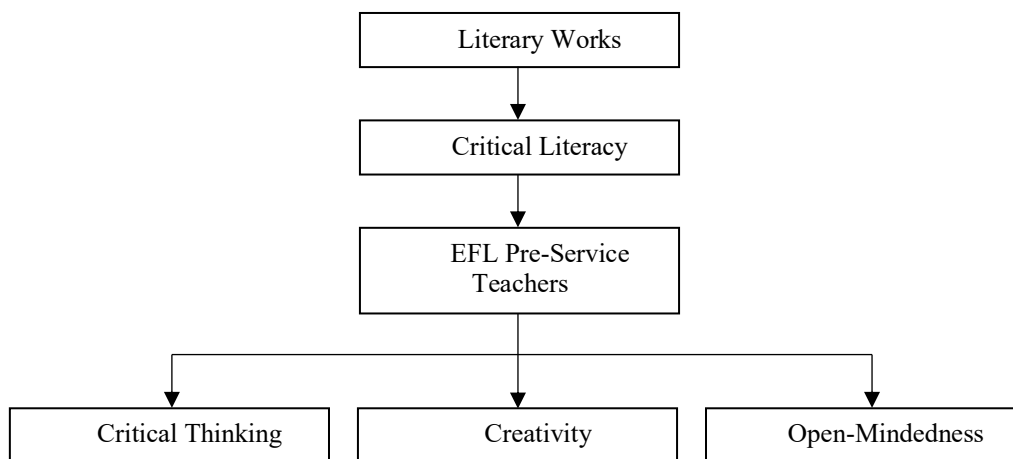 Literary Works
Critical Literacy
EFL Pre-Service
Teachers
Critical Thinking
Creativity
Open-Mindedness